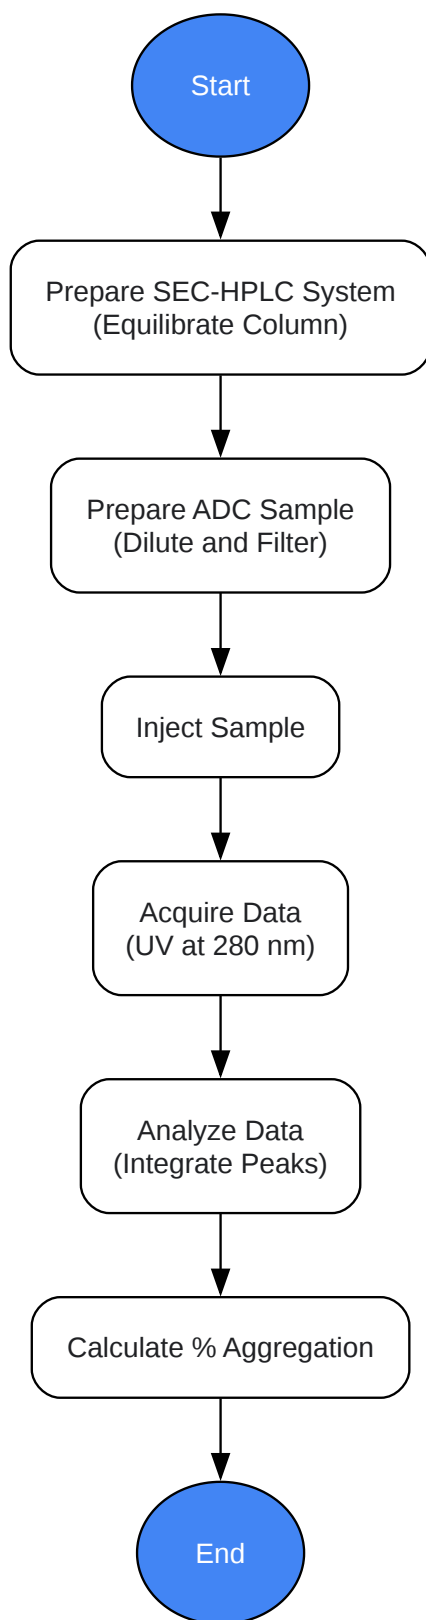 Start
Prepare SEC-HPLC System
(Equilibrate Column)
Prepare ADC Sample
(Dilute and Filter)
Inject Sample
Acquire Data
(UV at 280 nm)
Analyze Data
(Integrate Peaks)
Calculate % Aggregation
End